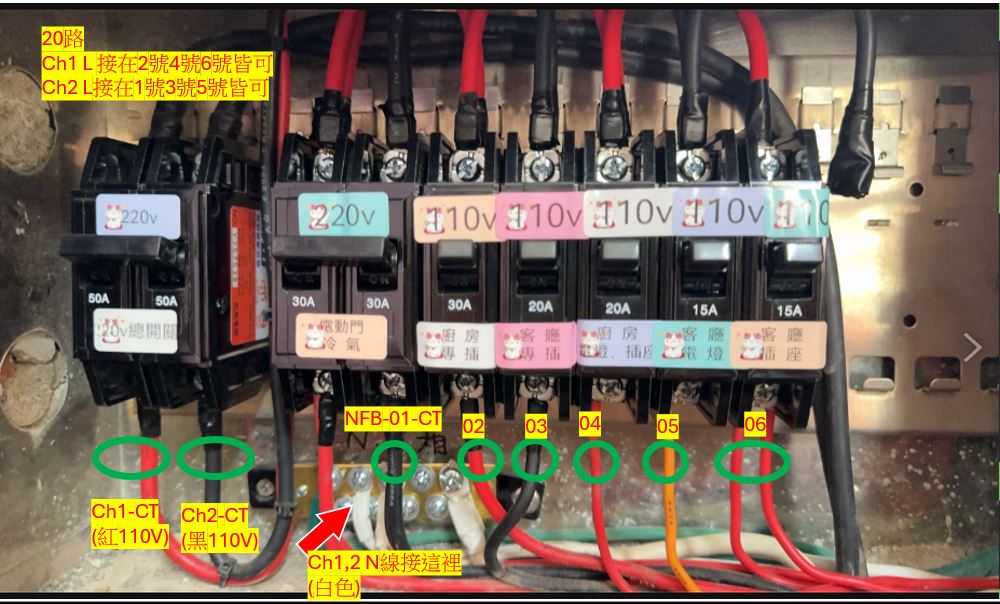 20路
Ch1 L 接在2號4號6號皆可
Ch2 L接在1號3號5號皆可
220v
220v
110v
110v
110v
110v
110
50A
50A
30A
30A
30A
20A
20A
15A
15A
20v總開關
電動門
冷氣
廚房
專插
客廳
專插
廚房
燈、插座
客廳
電燈
客廳
插座
NFB-01-CT
02
03
04
05
06
N
相
Ch1-CT
(紅110V)
Ch2-CT
(黑110V)
Ch1,2 N線接這裡
(白色)